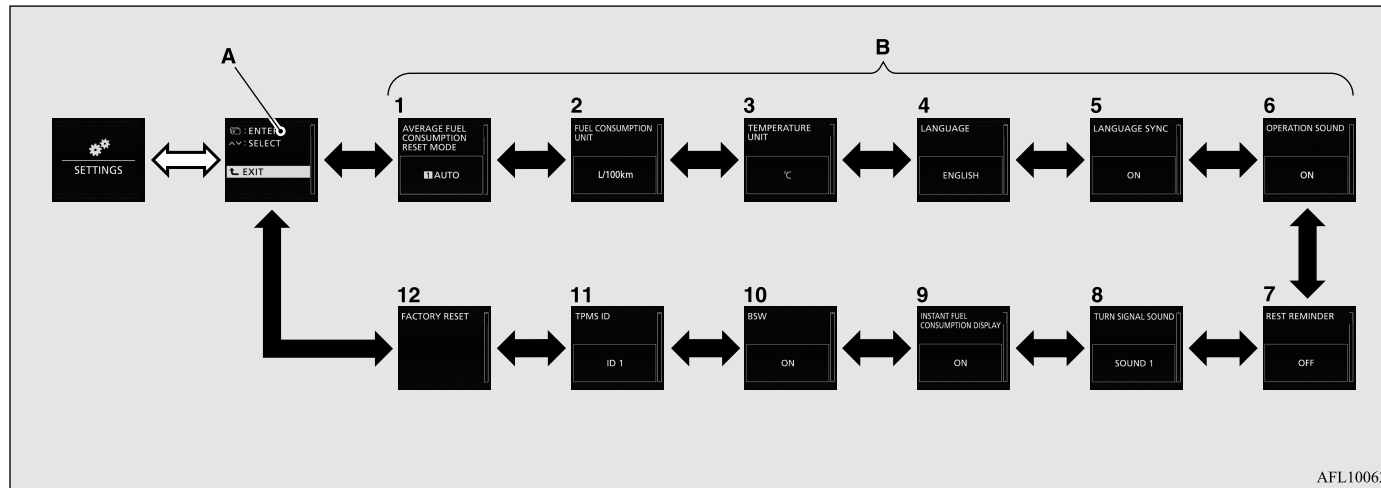 A
B
SETTINGS
: ENTER
: SELECT
EXIT
1
AVERAGE FUEL
CONSUMPTION
RESET MODE
1 AUTO
2
FUEL CONSUMPTION
UNIT
L/100km
3
TEMPERATURE
UNIT
℃
4
LANGUAGE
ENGLISH
5
LANGUAGE SYNC
ON
6
OPERATION SOUND
ON
12
FACTORY RESET
11
TPMS ID
ID 1
10
BSW
ON
9
INSTANT FUEL
CONSUMPTION DISPLAY
ON
8
TURN SIGNAL SOUND
SOUND 1
7
REST REMINDER
OFF